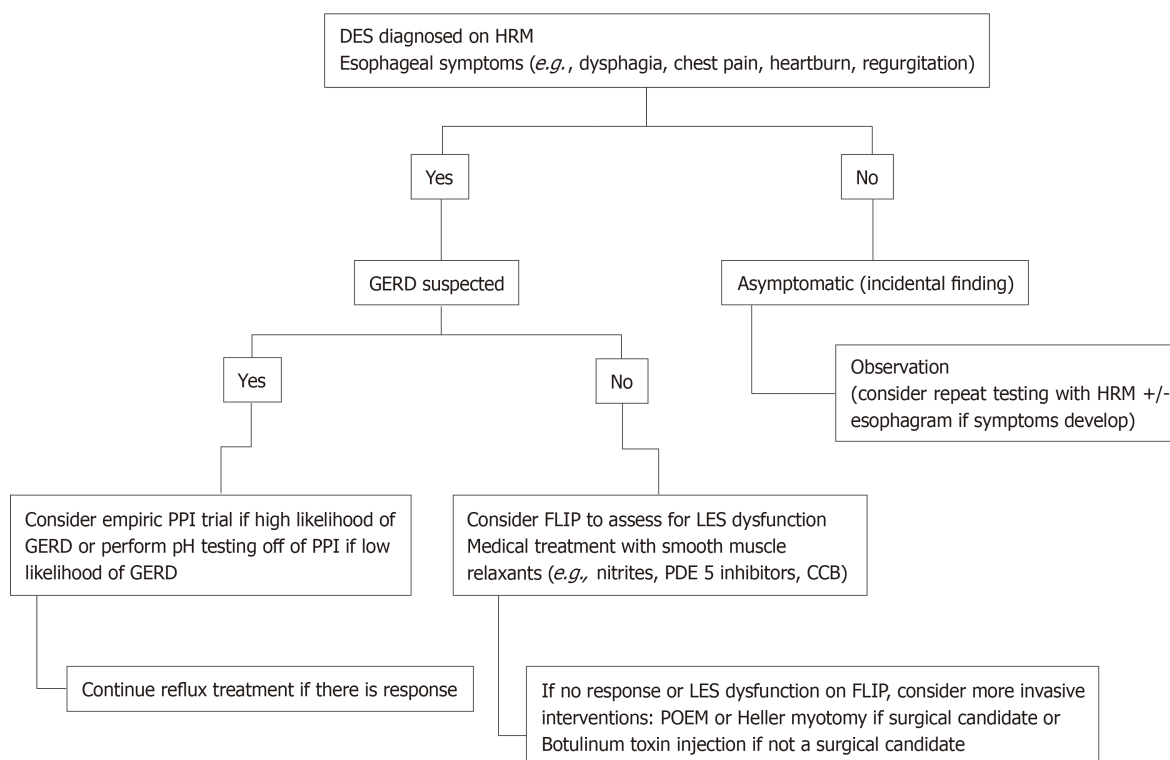 DES diagnosed on HRM
Esophageal symptoms (e.g., dysphagia, chest pain, heartburn, regurgitation)
Yes
No
GERD suspected
Asymptomatic (incidental finding)
Yes
No
Observation
(consider repeat testing with HRM +/-
esophagram if symptoms develop)
Consider empiric PPI trial if high likelihood of
GERD or perform pH testing off of PPI if low
likelihood of GERD
Consider FLIP to assess for LES dysfunction
Medical treatment with smooth muscle
relaxants (e.g., nitrites, PDE 5 inhibitors, CCB)
Continue reflux treatment if there is response
If no response or LES dysfunction on FLIP, consider more invasive
interventions: POEM or Heller myotomy if surgical candidate or
Botulinum toxin injection if not a surgical candidate